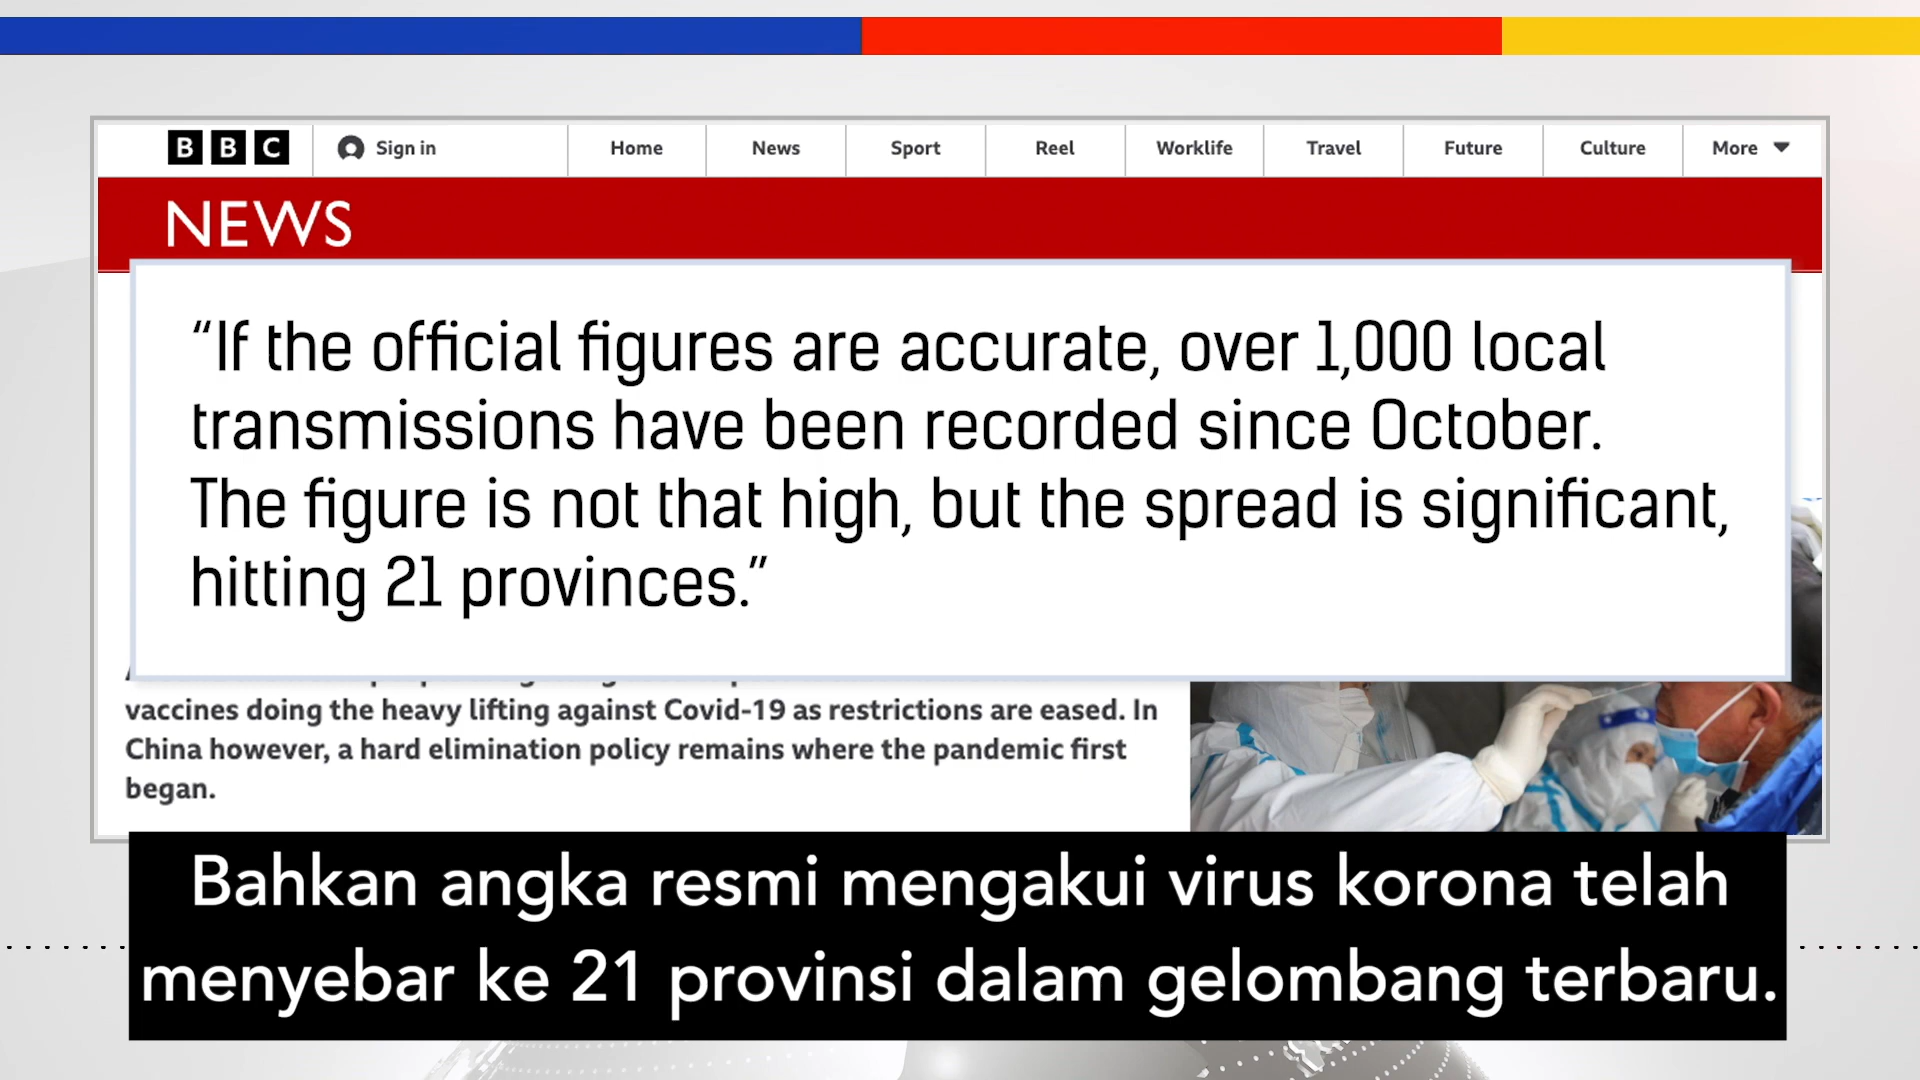 BBC
Sign in
Home
News
Sport
Reel
Worklife
Travel
Future
Culture
More
NEWS
“If the official figures are accurate, over 1,000 local
transmissions have been recorded since October.
The figure is not that high, but the spread is significant,
hitting 21 provinces.”
vaccines doing the heavy lifting against Covid-19 as restrictions are eased. In
China however, a hard elimination policy remains where the pandemic first
began.
Bahkan angka resmi mengakui virus korona telah
menyebar ke 21 provinsi dalam gelombang terbaru.